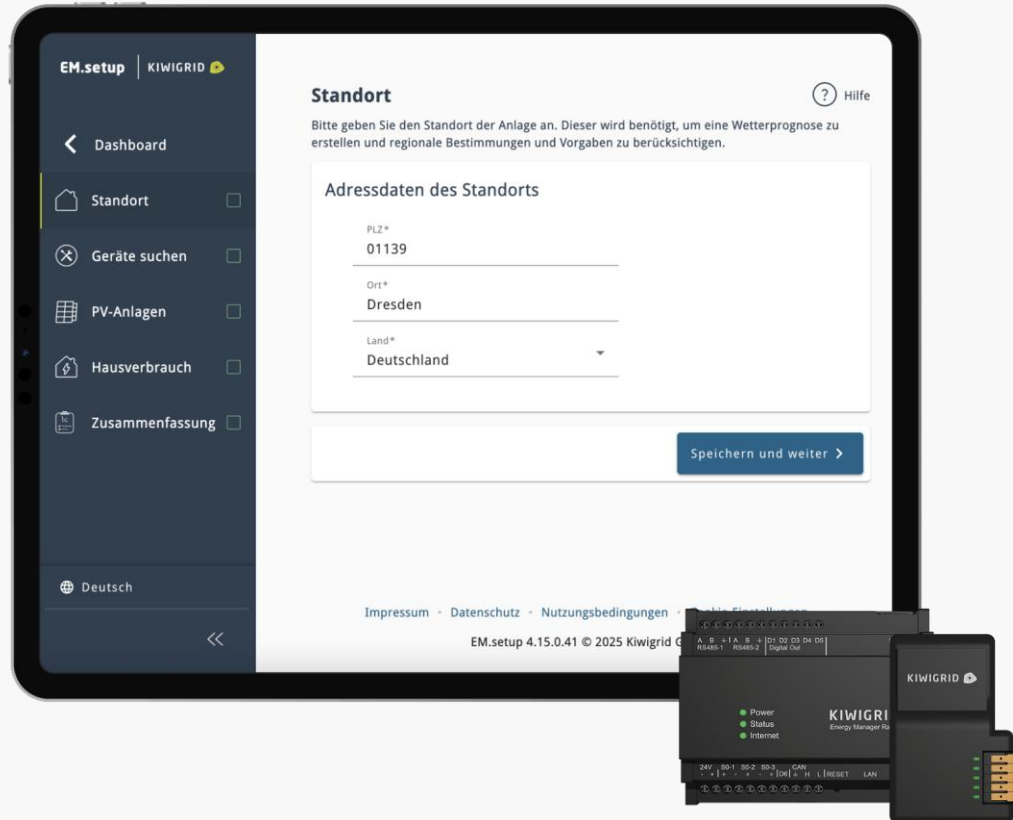 EM.setup | KIWIGRID
Dashboard
Standort
Geräte suchen
PV-Anlagen
Hausverbrauch
Zusammenfassung
Deutsch
Standort
Hilfe
Bitte geben Sie den Standort der Anlage an. Dieser wird benötigt, um eine Wetterprognose zu
erstellen und regionale Bestimmungen und Vorgaben zu berücksichtigen.
Adressdaten des Standorts
PLZ*
01139
Ort*
Dresden
Land*
Deutschland
Speichern und weiter
Impressum · Datenschutz · Nutzungsbedingungen ·
EM.setup 4.15.0.41 © 2025 Kiwigrid
A B A B D1 D2 D3 D4 D5
RS485-1 RS485-2 Digital Out
Power
Status
Internet
KIWIGRI
Energy Manager
24V S0-1 S0-2 S0-3 CAN
- + + - + - + D6 H L RESET LAN
KIWIGRID